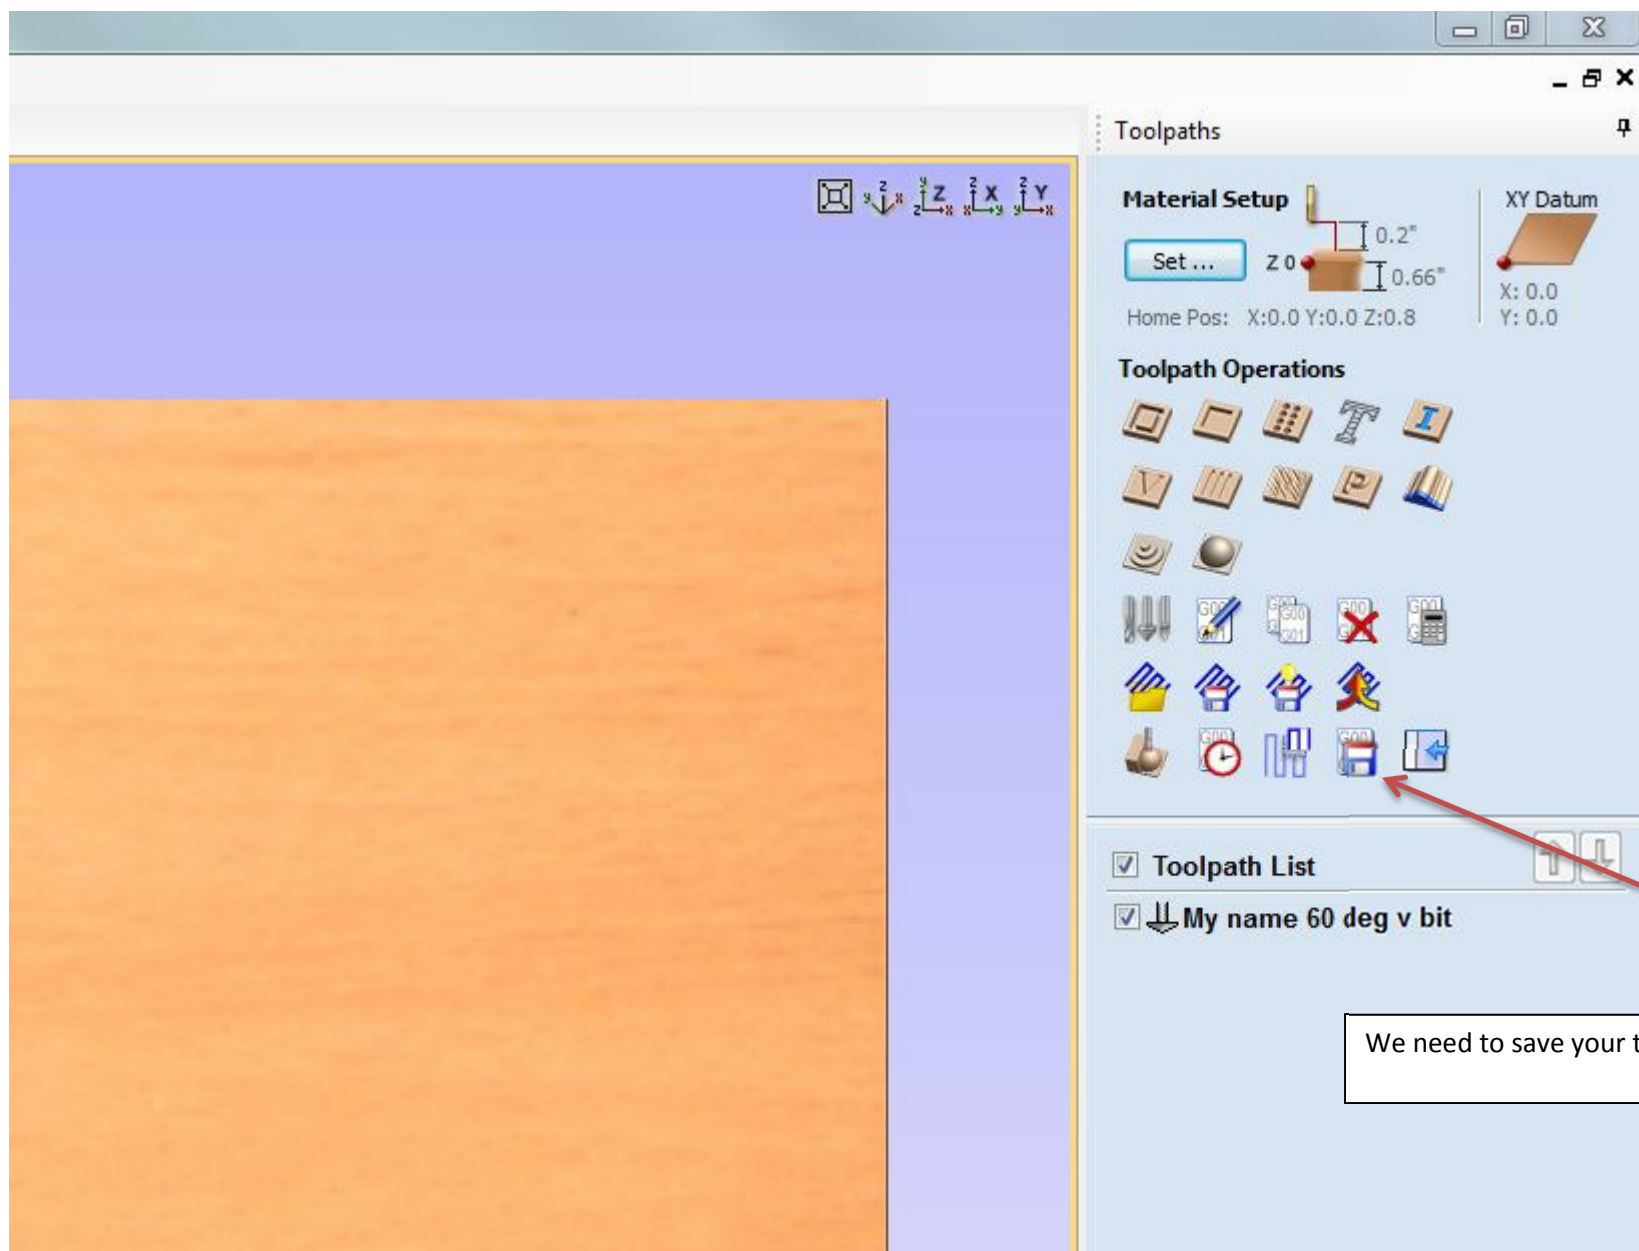 Toolpaths
Material Setup
XY Datum
0.2"
Set ...
Z 0
0.66"
X: 0.0
Home Pos: X:0.0 Y:0.0 Z:0.8
Y: 0.0
Toolpath Operations
Toolpath List
My name 60 deg v bit
We need to save your t